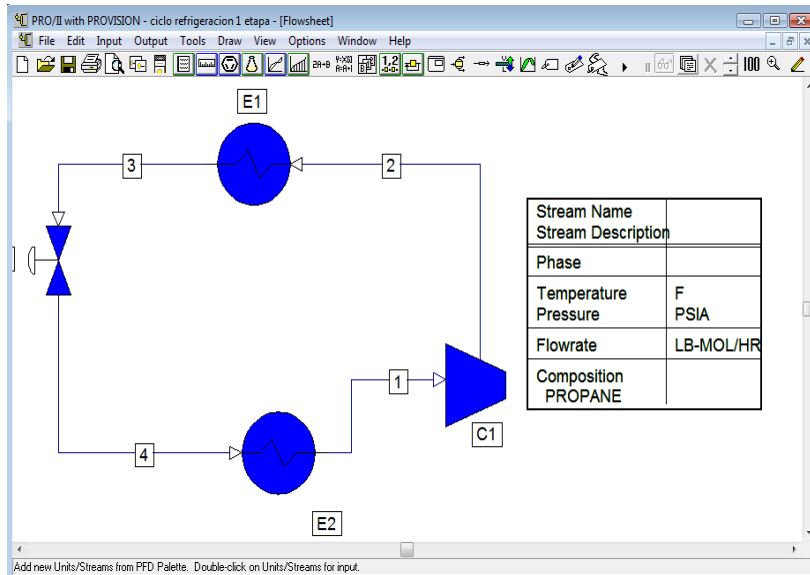 PRO/II with PROVISION - ciclo refrigeracion 1 etapa - [Flowsheet]
File Edit Input Output Tools Draw View Options Window Help
100
E1
3
2
Stream Name
Stream Description
Phase
Temperature F
Pressure PSIA
Flowrate LB-MOL/HR
Composition
PROPANE
1
C1
4
E2
Add new Units/Streams from PFD Palette. Double-click on Units/Streams for input.